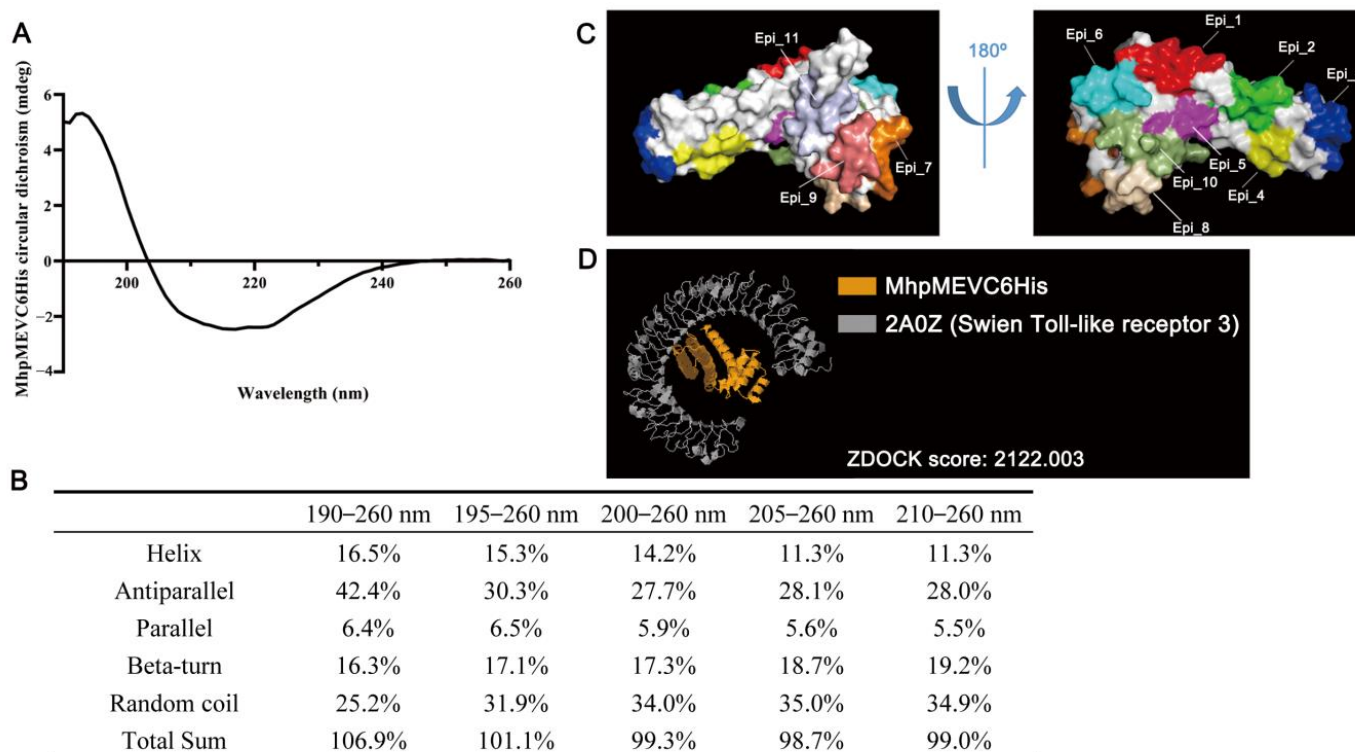 A
MhpMEVC6His circular dichroism (mdeg)
6
4
2
0
−2
−4
200
220
240
260
Wavelength (nm)
C
Epi_11
Epi_7
Epi_9
180º
Epi_6
Epi_1
Epi_2
Epi_
Epi_5
Epi_10
Epi_4
Epi_8
D
MhpMEVC6His
2A0Z (Swien Toll-like receptor 3)
ZDOCK score: 2122.003
B
190–260 nm 195–260 nm 200–260 nm 205–260 nm 210–260 nm
Helix 16.5% 15.3% 14.2% 11.3% 11.3%
Antiparallel 42.4% 30.3% 27.7% 28.1% 28.0%
Parallel 6.4% 6.5% 5.9% 5.6% 5.5%
Beta-turn 16.3% 17.1% 17.3% 18.7% 19.2%
Random coil 25.2% 31.9% 34.0% 35.0% 34.9%
Total Sum 106.9% 101.1% 99.3% 98.7% 99.0%